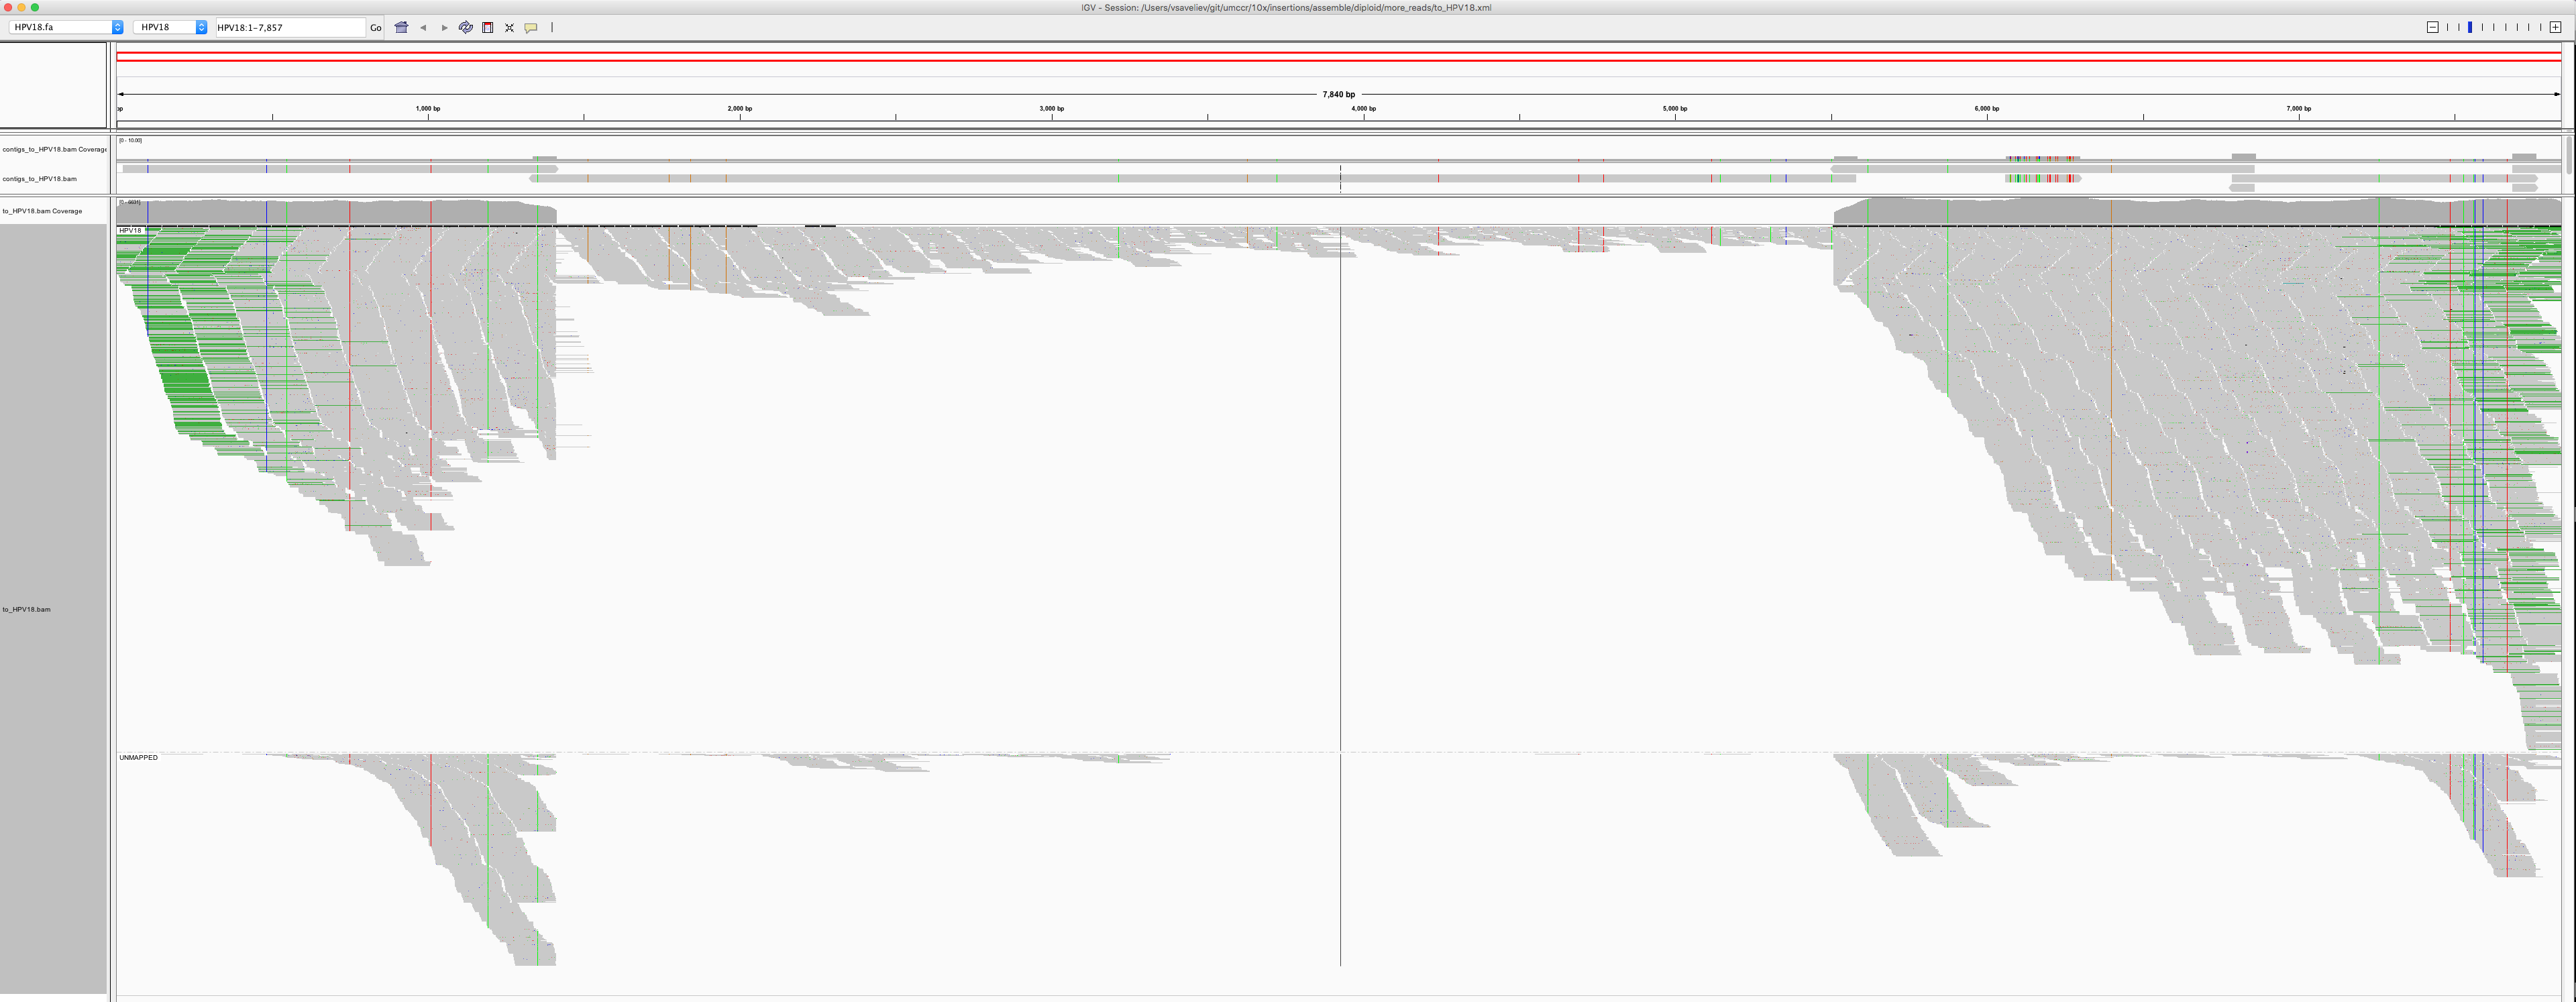 IGV - Session: /Users/vsaveliev/git/umccr/10x/insertions/assemble/diploid/more_reads/to_HPV18.xml
HPV18.fa HPV18 HPV18:1-7,857 Go
7,840 bp
bp 1,000 bp 2,000 bp 3,000 bp 4,000 bp 5,000 bp 6,000 bp 7,000 bp
[0 - 10.00]
contigs_to_HPV18.bam Coverage
contigs_to_HPV18.bam
to_HPV18.bam Coverage
HPV18
to_HPV18.bam
UNMAPPED